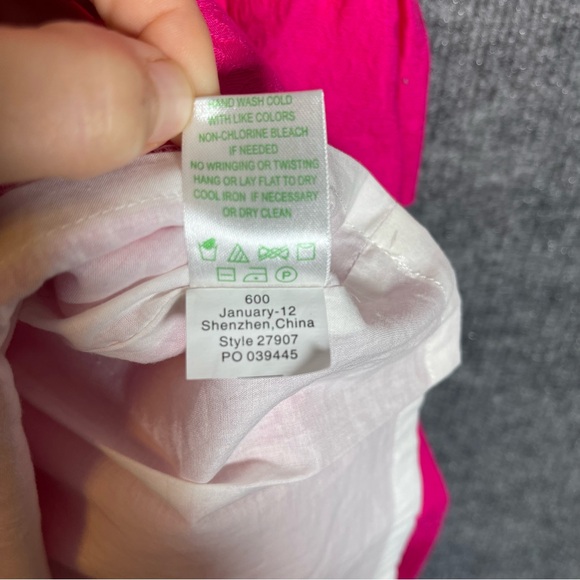 HAND WASH COLD
WITH LIKE COLORS
NON-CHLORINE BLEACH
IF NEEDED
NO WRINGING OR TWISTING
HANG OR LAY FLAT TO DRY
COOL IRON IF NECESSARY
OR DRY CLEAN
P
600
January-12
Shenzhen,China
Style 27907
PO 039445